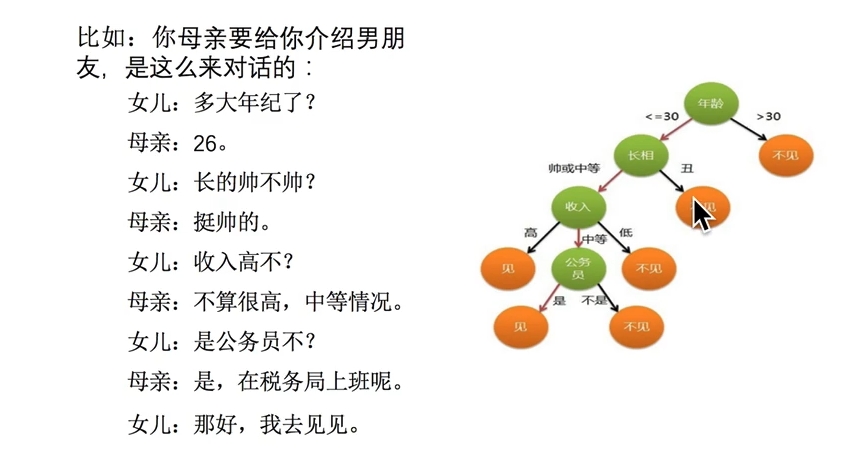 比如：你母亲要给你介绍男朋
友，是这么来对话的：
女儿：多大年纪了？
母亲：26。
女儿：长的帅不帅？
母亲：挺帅的。
女儿：收入高不？
母亲：不算很高，中等情况。
女儿：是公务员不？
母亲：是，在税务局上班呢。
女儿：那好，我去见见。
年龄
<=30
>30
长相
不见
帅或中等
丑
收入
见
高
中等
低
见
公务
员
不见
是
不是
见
不见